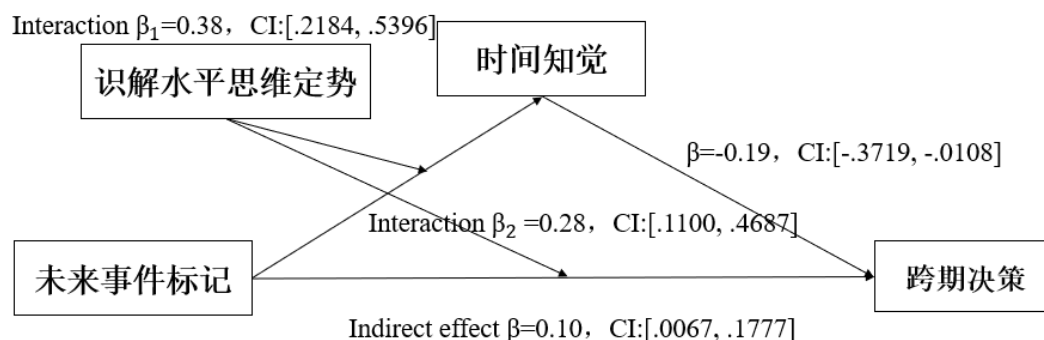 Interaction β₁=0.38，CI:[.2184, .5396]
识解水平思维定势
时间知觉
β=-0.19，CI:[-.3719, -.0108]
Interaction β₂ =0.28，CI:[.1100, .4687]
未来事件标记
跨期决策
Indirect effect β=0.10，CI:[.0067, .1777]